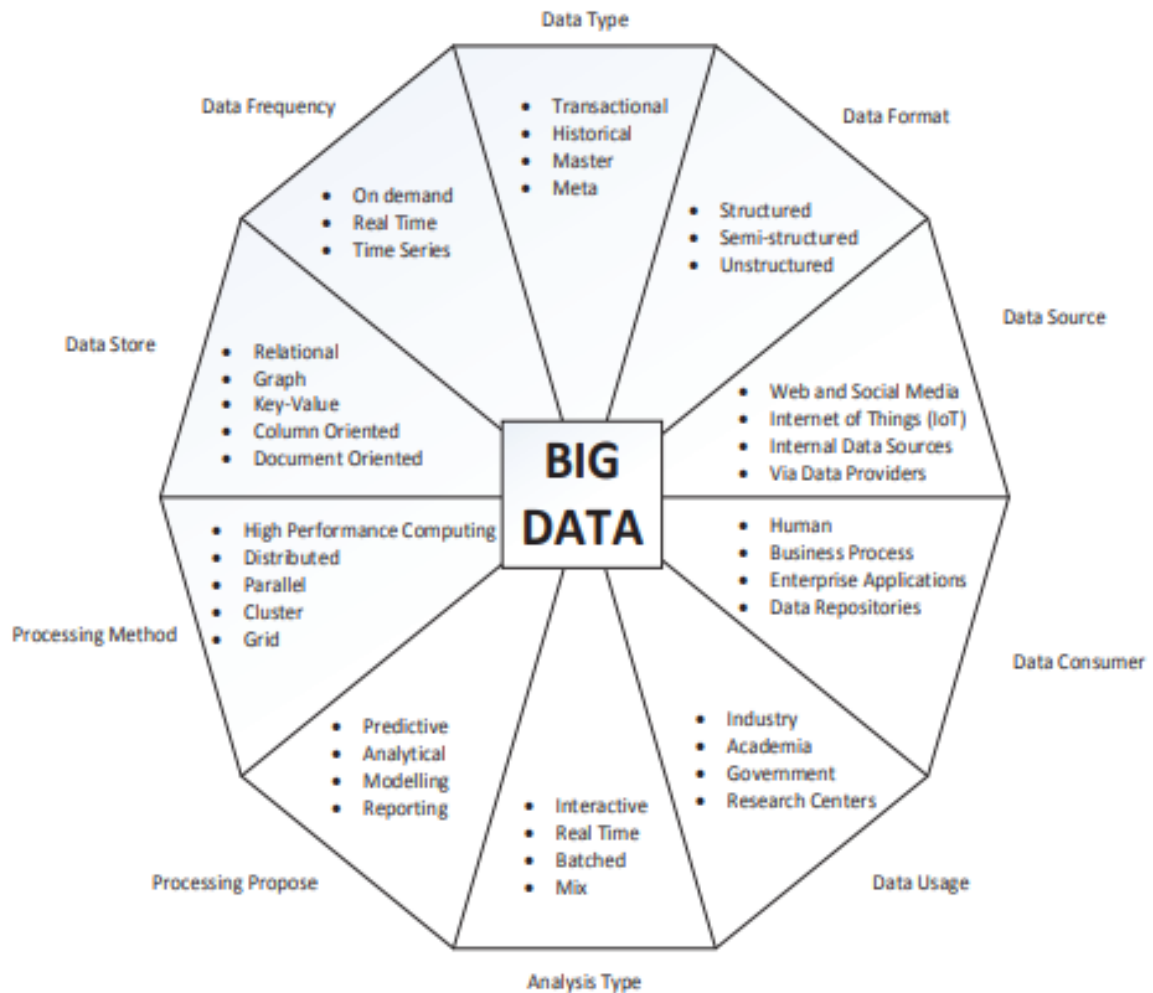 Data Type
• Transactional
• Historical
• Master
• Meta
Data Format
• Structured
• Semi-structured
• Unstructured
Data Source
• Web and Social Media
• Internet of Things (IoT)
• Internal Data Sources
• Via Data Providers
Data Consumer
• Human
• Business Process
• Enterprise Applications
• Data Repositories
Data Usage
• Industry
• Academia
• Government
• Research Centers
Analysis Type
• Interactive
• Real Time
• Batched
• Mix
Processing Propose
• Predictive
• Analytical
• Modelling
• Reporting
Processing Method
• High Performance Computing
• Distributed
• Parallel
• Cluster
• Grid
Data Store
• Relational
• Graph
• Key-Value
• Column Oriented
• Document Oriented
Data Frequency
• On demand
• Real Time
• Time Series
BIG
DATA